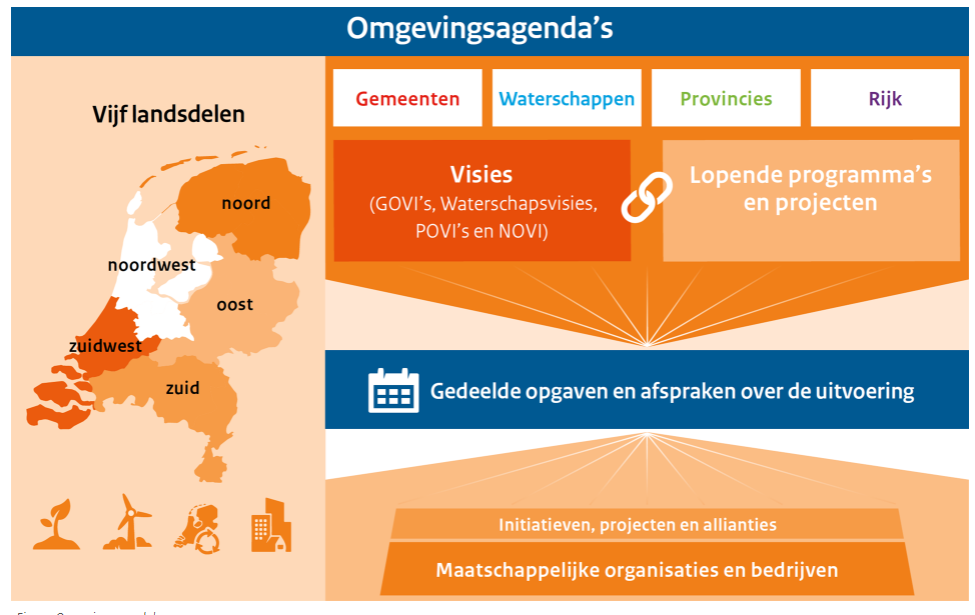 Omgevingsagenda's
Vijf landsdelen
noord
noordwest
oost
zuidwest
zuid
Gemeenten
Waterschappen
Provincies
Rijk
Visies
(GOVI's, Waterschapsvisies,
POVI's en NOVI)
Lopende programma's
en projecten
Gedeelde opgaven en afspraken over de uitvoering
Initiatieven, projecten en allianties
Maatschappelijke organisaties en bedrijven